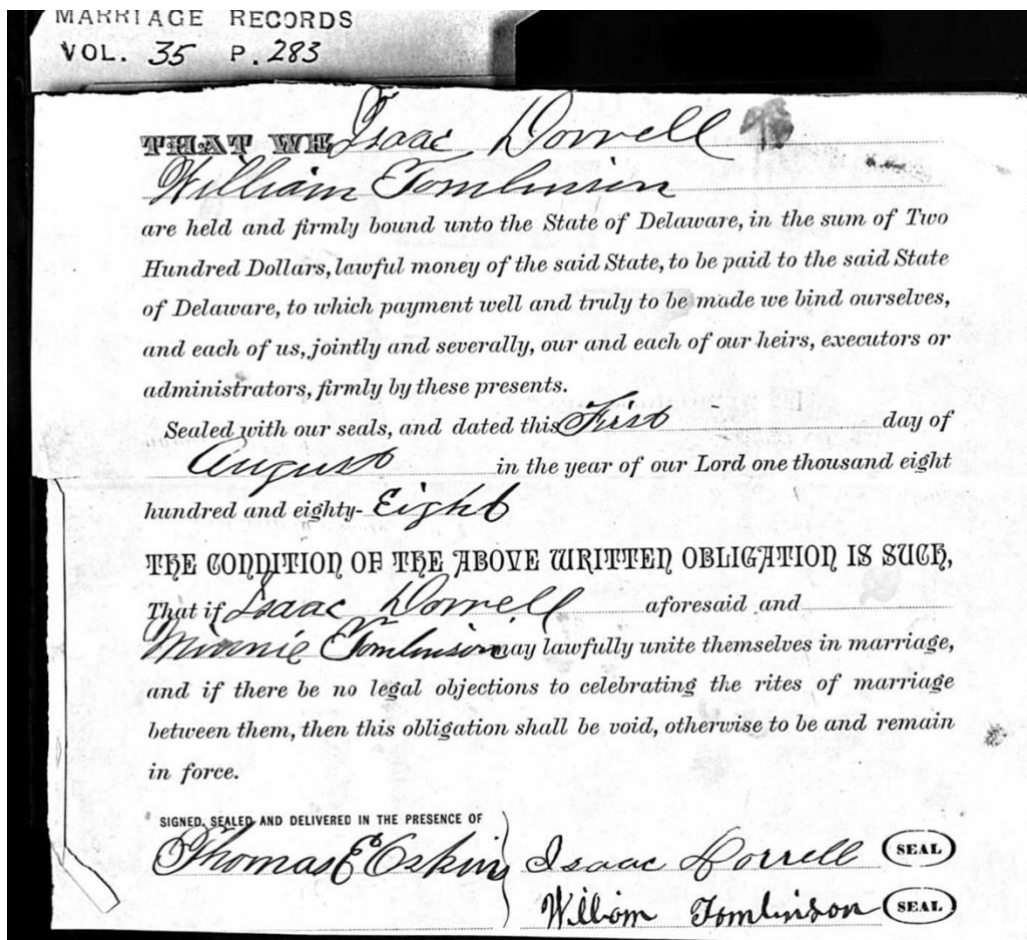 MARRIAGE RECORDS
VOL. 35 P. 283
THAT WE Isaac Dorrell
William Tomlinson
are held and firmly bound unto the State of Delaware, in the sum of Two
Hundred Dollars, lawful money of the said State, to be paid to the said State
of Delaware, to which payment well and truly to be made we bind ourselves,
and each of us, jointly and severally, our and each of our heirs, executors or
administrators, firmly by these presents.
Sealed with our seals, and dated this First day of
August in the year of our Lord one thousand eight
hundred and eighty- Eight
THE CONDITION OF THE ABOVE WRITTEN OBLIGATION IS SUCH,
That if Isaac Dorrell aforesaid and
Minnie Tomlinson may lawfully unite themselves in marriage,
and if there be no legal objections to celebrating the rites of marriage
between them, then this obligation shall be void, otherwise to be and remain
in force.
SIGNED, SEALED AND DELIVERED IN THE PRESENCE OF
Thomas E Eskin Isaac Dorrell SEAL
William Tomlinson SEAL